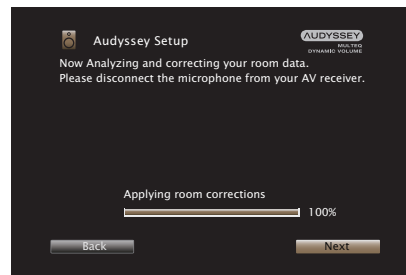 Audyssey Setup
AUDYSSEY
MULTEQ
DYNAMIC VOLUME
Now Analyzing and correcting your room data.
Please disconnect the microphone from your AV receiver.
Applying room corrections
100%
Back
Next